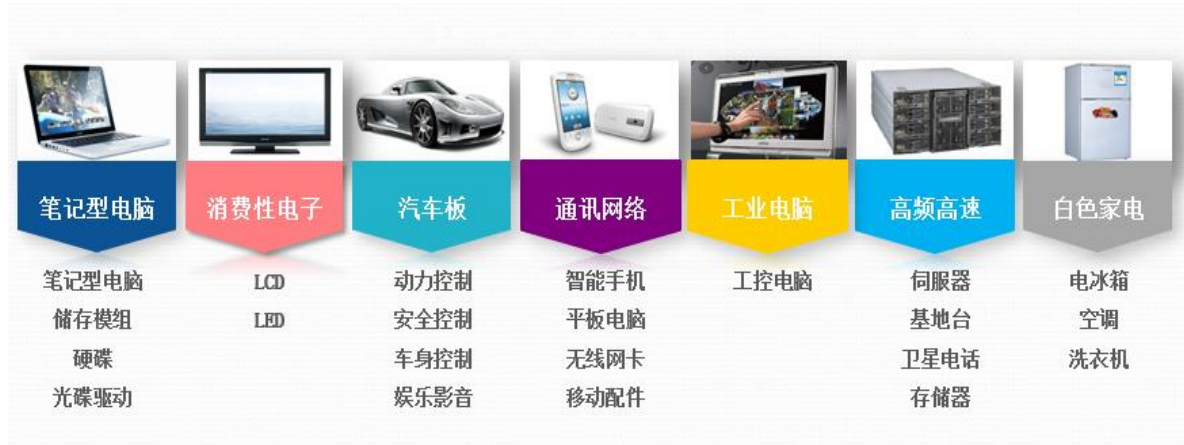 笔记型电脑 消费性电子 汽车板 通讯网络 工业电脑 高频高速 白色家电
笔记型电脑 LCD 动力控制 智能手机 工控电脑 伺服器 电冰箱
储存模组 LED 安全控制 平板电脑 基地台 空调
硬碟 车身控制 无线网卡 卫星电话 洗衣机
光碟驱动 娱乐影音 移动配件 存储器